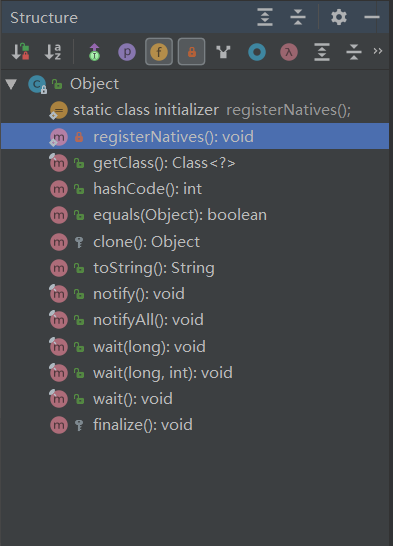 Structure
Object
static class initializer registerNatives();
registerNatives(): void
getClass(): Class<?>
hashCode(): int
equals(Object): boolean
clone(): Object
toString(): String
notify(): void
notifyAll(): void
wait(long): void
wait(long, int): void
wait(): void
finalize(): void